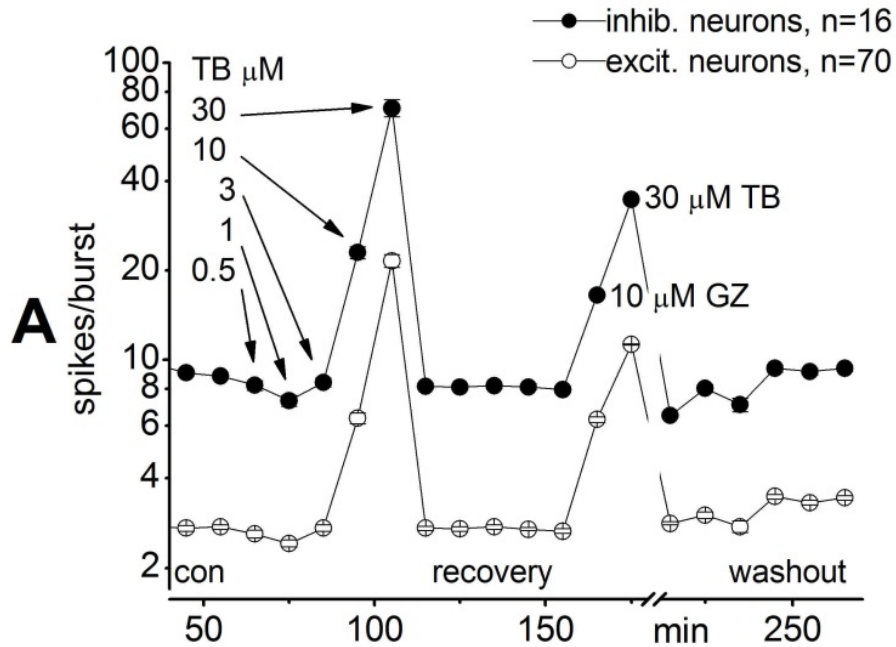 inhib. neurons, n=16
excit. neurons, n=70
A
spikes/burst
100
80
60
40
20
10
8
6
4
2
TB μM
30
10
3
1
0.5
30 μM TB
10 μM GZ
con
recovery
washout
50
100
150
min
250